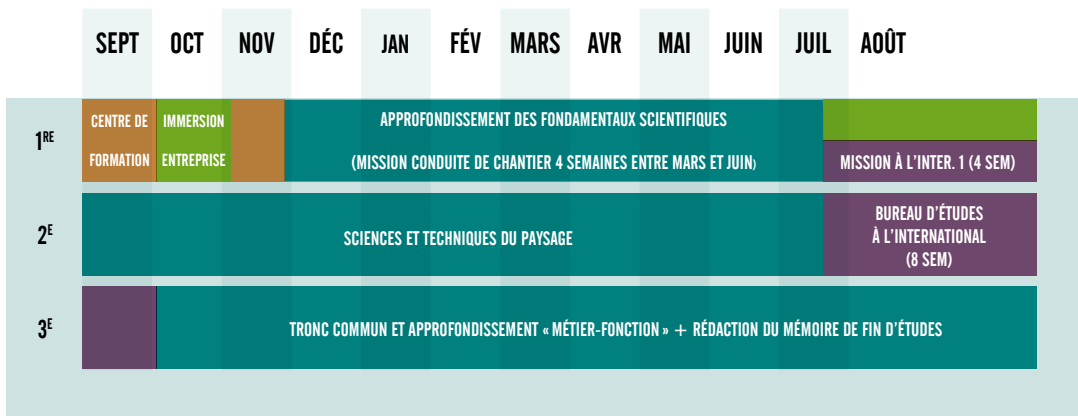 SEPT OCT NOV DÉC JAN FÉV MARS AVR MAI JUIN JUIL AOÛT
1RE
CENTRE DE
FORMATION
IMMERSION
ENTREPRISE
APPROFONDISSEMENT DES FONDAMENTAUX SCIENTIFIQUES
(MISSION CONDUITE DE CHANTIER 4 SEMAINES ENTRE MARS ET JUIN)
MISSION À L'INTER. 1 (4 SEM)
2E
SCIENCES ET TECHNIQUES DU PAYSAGE
BUREAU D'ÉTUDES
À L'INTERNATIONAL
(8 SEM)
3E
TRONC COMMUN ET APPROFONDISSEMENT « MÉTIER-FONCTION » + RÉDACTION DU MÉMOIRE DE FIN D'ÉTUDES